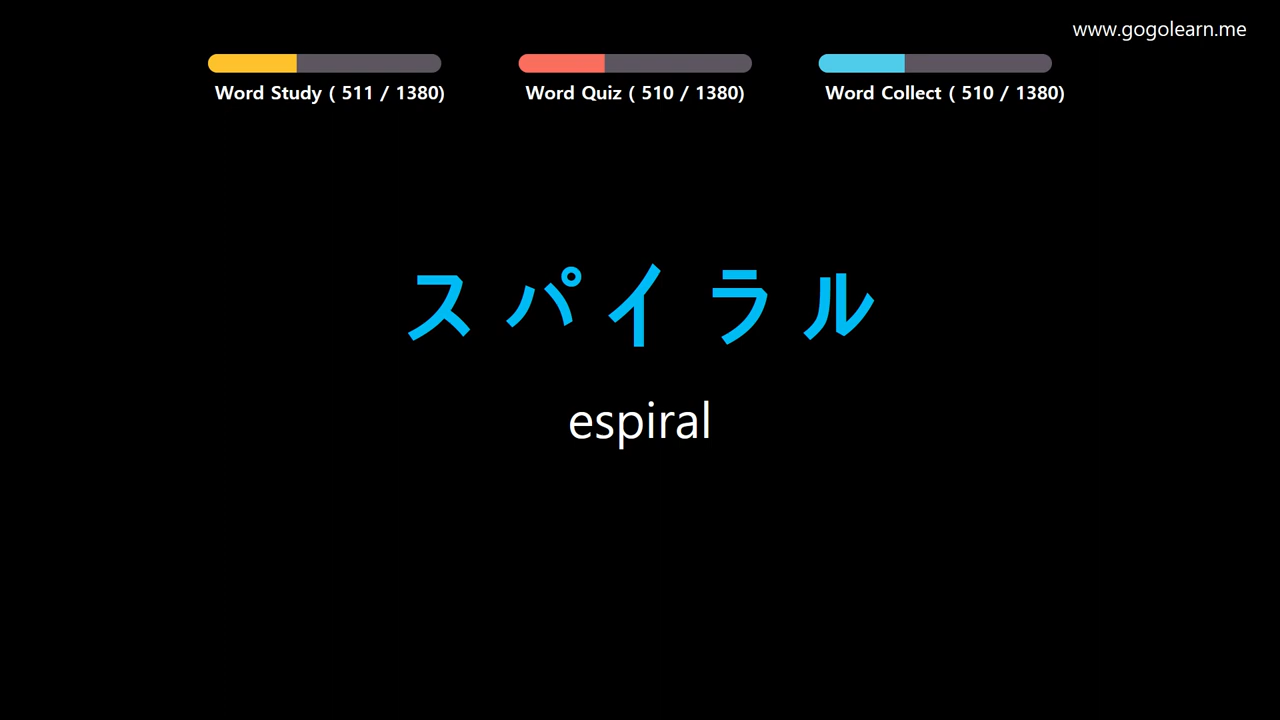 www.gogolearn.me
Word Study ( 511 / 1380)
Word Quiz ( 510 / 1380)
Word Collect ( 510 / 1380)
スパイラル
espiral